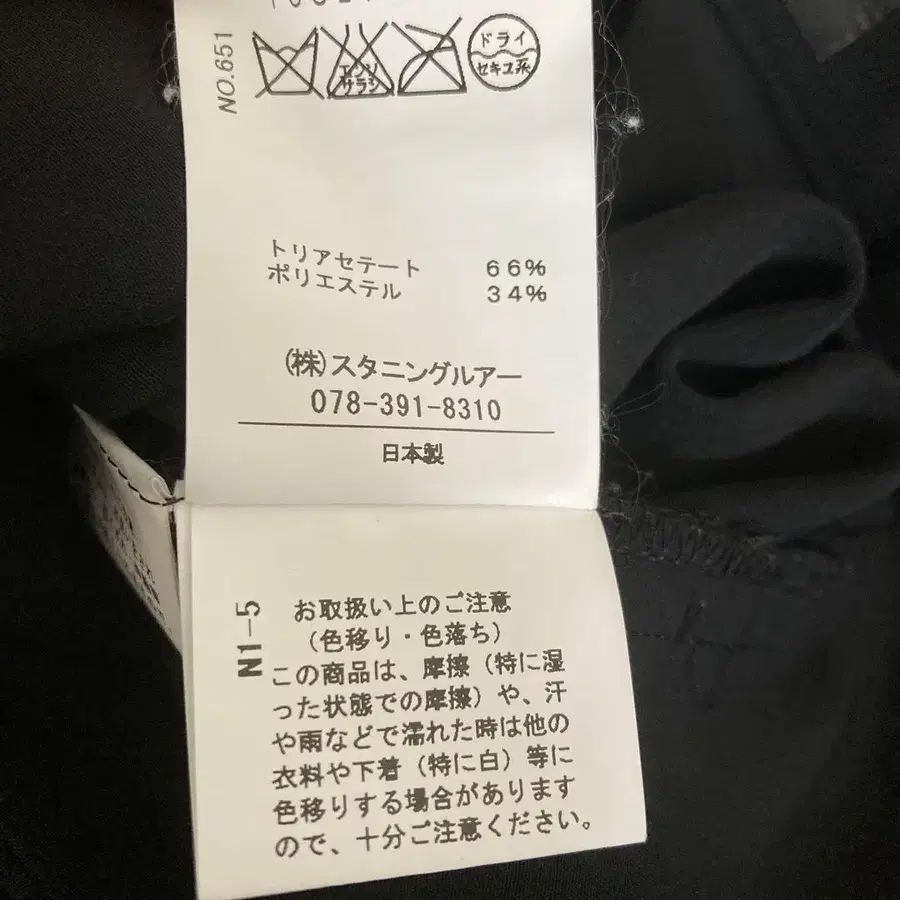 NO.651
エンソ
サラシ
ドライ
セキユ系
トリアセテート 66%
ポリエステル 34%
(株)スタニングルアー
078-391-8310
日本製
N1-5
お取扱い上のご注意
(色移り・色落ち)
この商品は、摩擦(特に湿
った状態での摩擦)や、汗
や雨などで濡れた時は他の
衣料や下着(特に白)等に
色移りする場合があります
ので、十分ご注意ください。